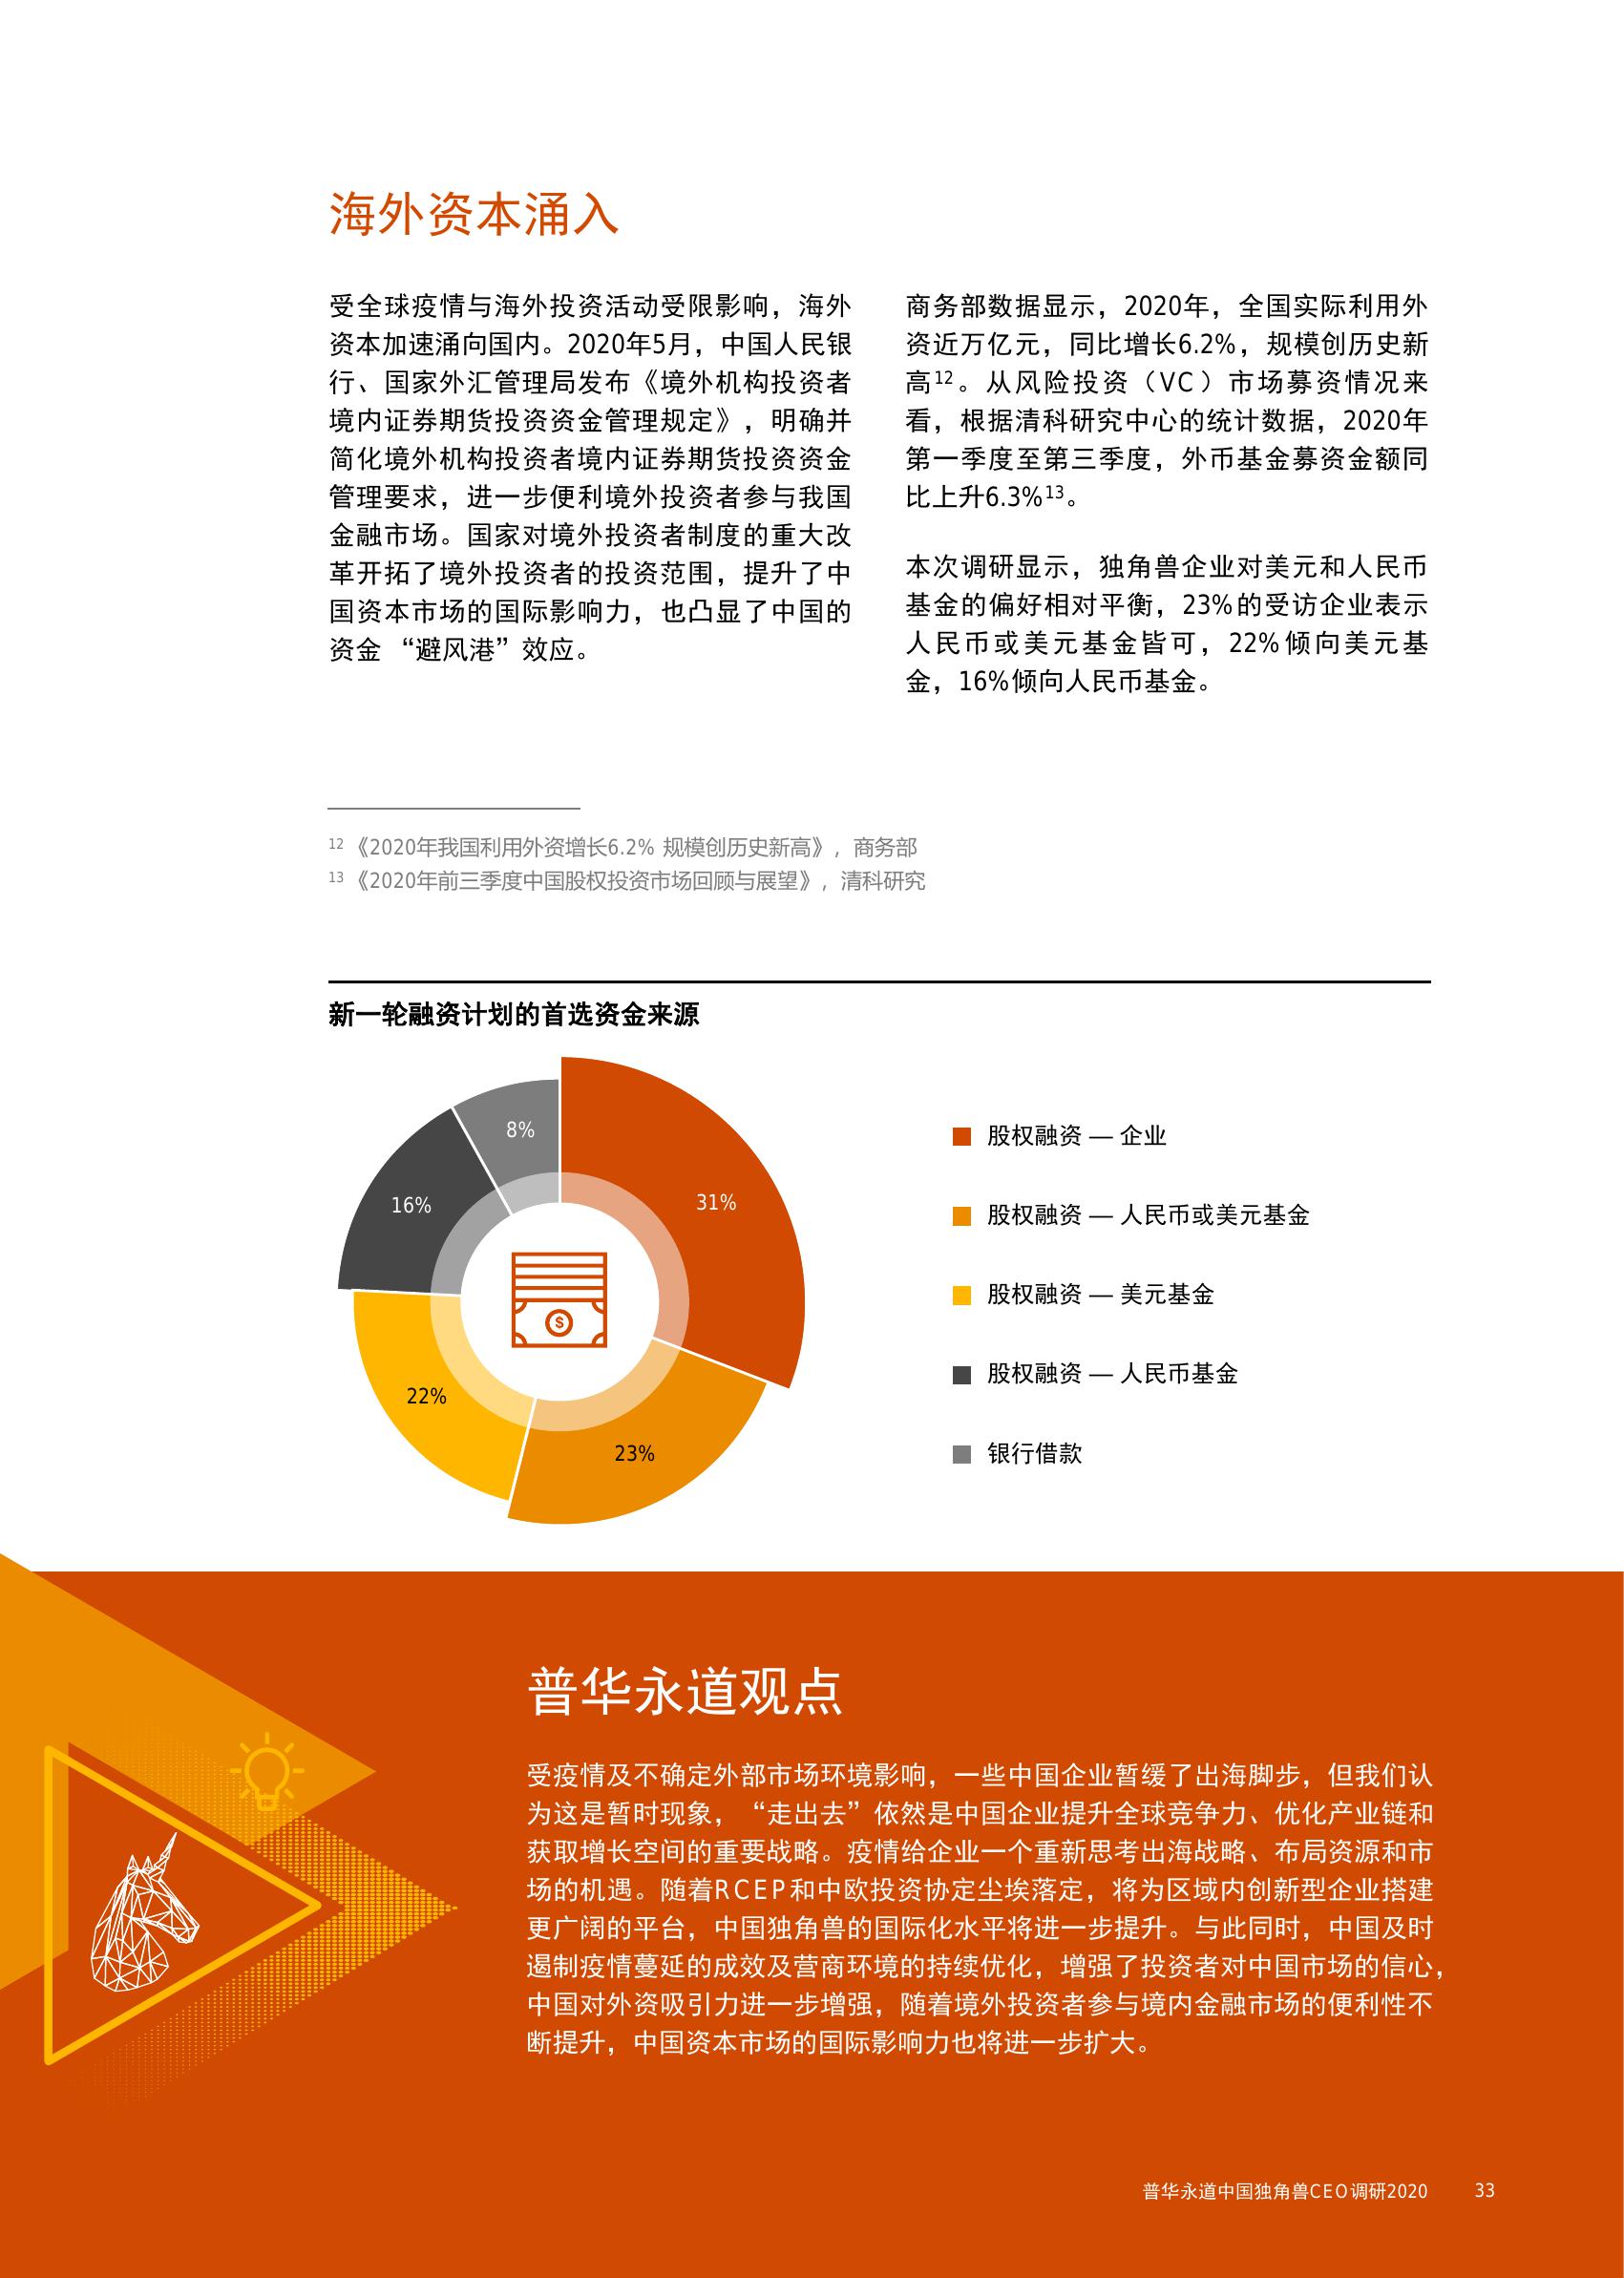 海外资本涌入
受全球疫情与海外投资活动受限影响，海外
资本加速涌向国内。2020年5月，中国人民银
行、国家外汇管理局发布《境外机构投资者
境内证券期货投资资金管理规定》，明确并
简化境外机构投资者境内证券期货投资资金
管理要求，进一步便利境外投资者参与我国
金融市场。国家对境外投资者制度的重大改
革开拓了境外投资者的投资范围，提升了中
国资本市场的国际影响力，也凸显了中国的
资金 “避风港”效应。
商务部数据显示，2020年，全国实际利用外
资近万亿元，同比增长6.2%，规模创历史新
高12。从风险投资（VC）市场募资情况来
看，根据清科研究中心的统计数据，2020年
第一季度至第三季度，外币基金募资金额同
比上升6.3%13。
本次调研显示，独角兽企业对美元和人民币
基金的偏好相对平衡，23%的受访企业表示
人民币或美元基金皆可，22%倾向美元基
金，16%倾向人民币基金。
12《2020年我国利用外资增长6.2% 规模创历史新高》，商务部
13《2020年前三季度中国股权投资市场回顾与展望》，清科研究
新一轮融资计划的首选资金来源
8%
31%
16%
22%
23%
$
股权融资 — 企业
股权融资 — 人民币或美元基金
股权融资 — 美元基金
股权融资 — 人民币基金
银行借款
普华永道观点
受疫情及不确定外部市场环境影响，一些中国企业暂缓了出海脚步，但我们认
为这是暂时现象，“走出去”依然是中国企业提升全球竞争力、优化产业链和
获取增长空间的重要战略。疫情给企业一个重新思考出海战略、布局资源和市
场的机遇。随着RCEP和中欧投资协定尘埃落定，将为区域内创新型企业搭建
更广阔的平台，中国独角兽的国际化水平将进一步提升。与此同时，中国及时
遏制疫情蔓延的成效及营商环境的持续优化，增强了投资者对中国市场的信心，
中国对外资吸引力进一步增强，随着境外投资者参与境内金融市场的便利性不
断提升，中国资本市场的国际影响力也将进一步扩大。
普华永道中国独角兽CEO调研2020 33